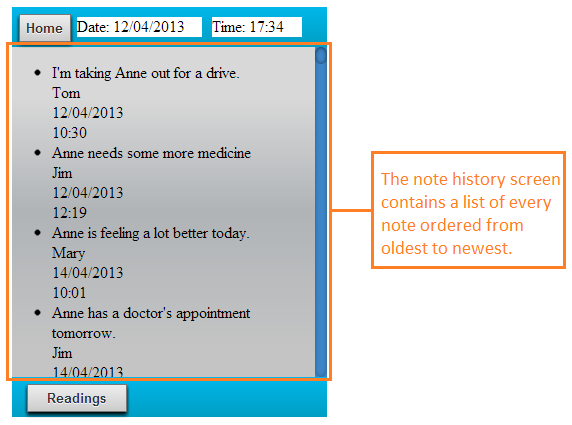 Home Date: 12/04/2013 Time: 17:34
I'm taking Anne out for a drive.
Tom
12/04/2013
10:30
Anne needs some more medicine
Jim
12/04/2013
12:19
Anne is feeling a lot better today.
Mary
14/04/2013
10:01
Anne has a doctor's appointment
tomorrow.
Jim
14/04/2013
Readings
The note history screen
contains a list of every
note ordered from
oldest to newest.